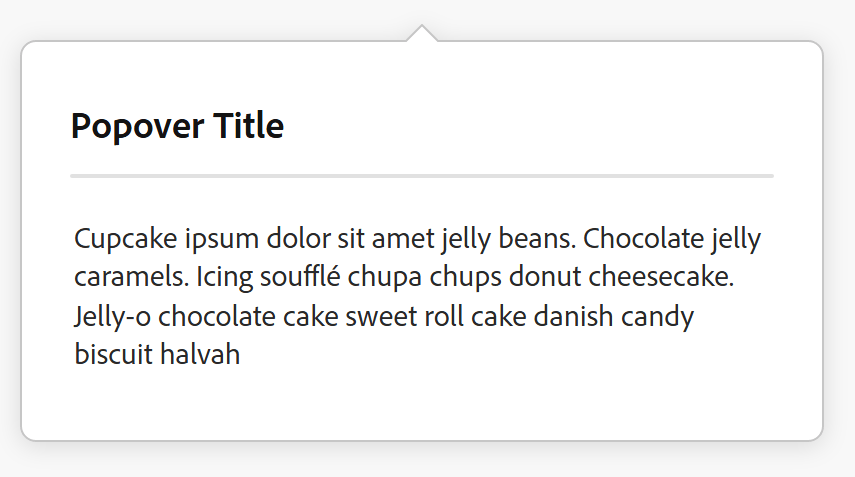 Popover Title
Cupcake ipsum dolor sit amet jelly beans. Chocolate jelly
caramels. Icing soufflé chupa chups donut cheesecake.
Jelly-o chocolate cake sweet roll cake danish candy
biscuit halvah